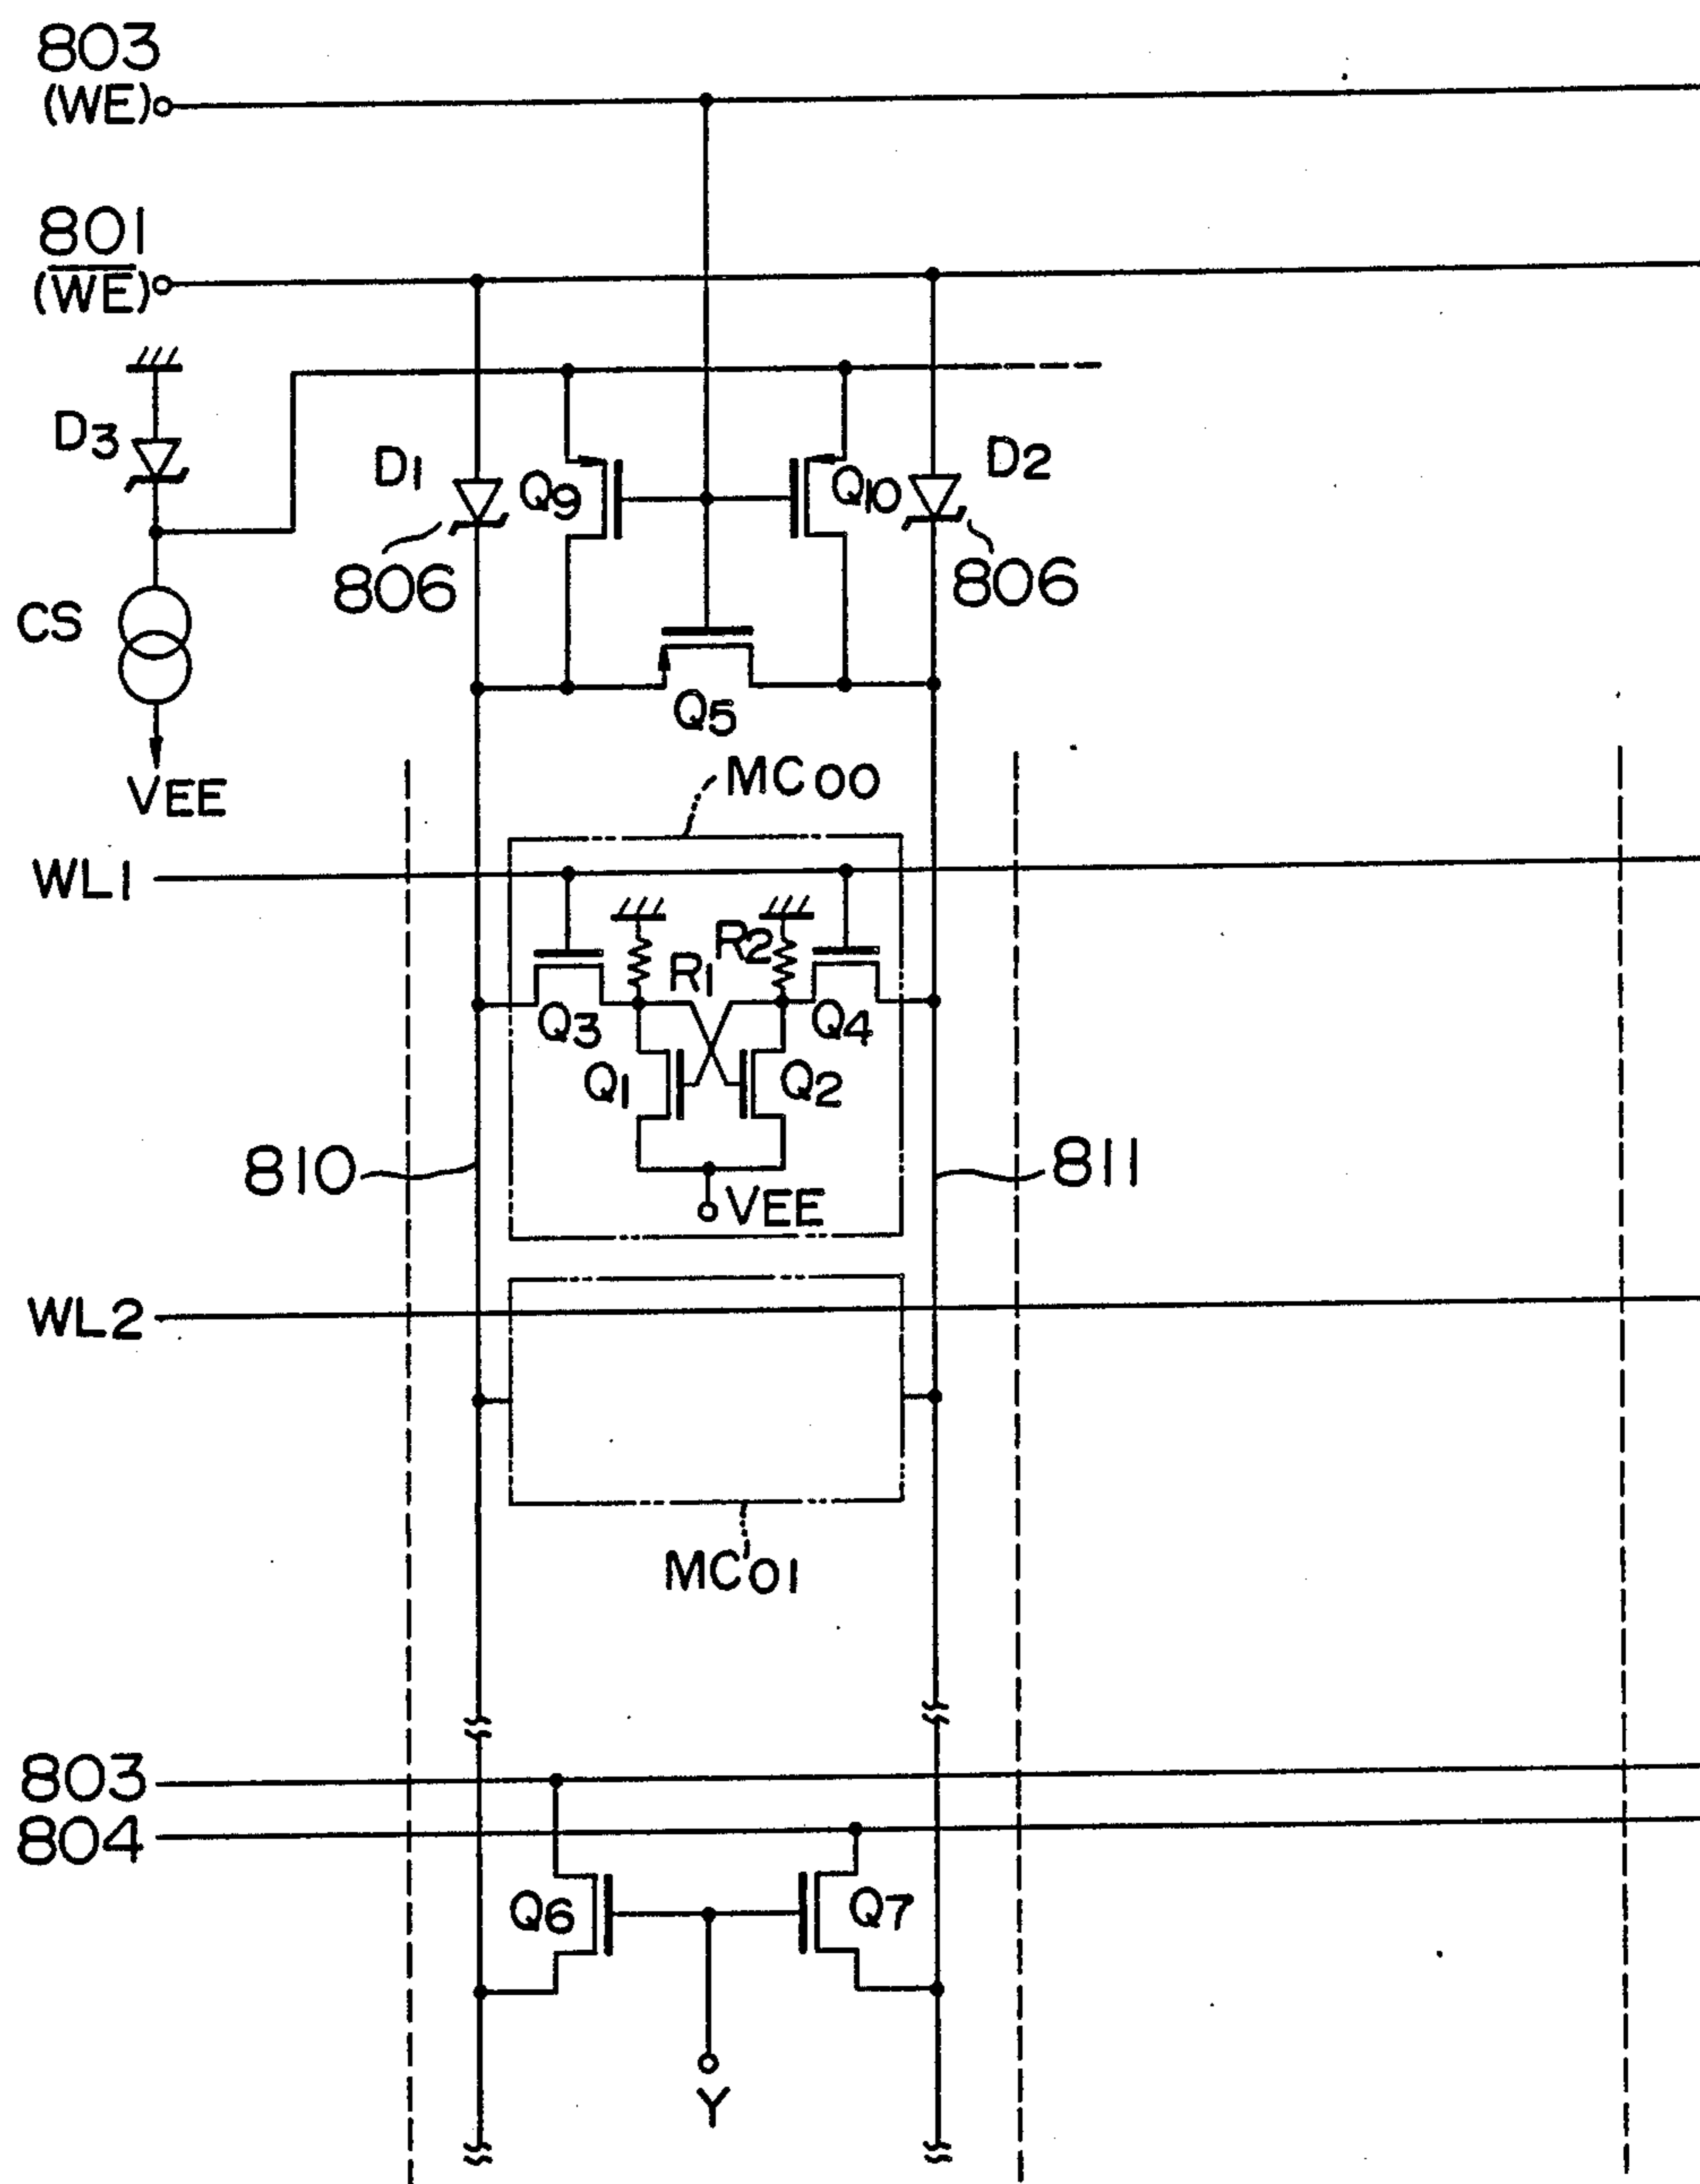 803
(WE)
801
(W̅E̅)
D3
D1
Q9
Q10
D2
806
806
CS
Q5
VEE
MC00
WL1
R1
R2
Q3
Q4
Q1
Q2
810
811
VEE
WL2
MC01
803
804
Q6
Q7
Y